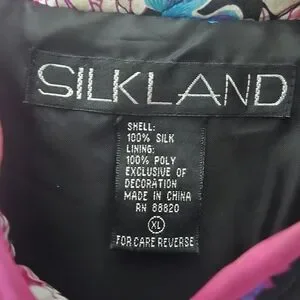 SILKLAND
SHELL:
100% SILK
LINING:
100% POLY
EXCLUSIVE OF
DECORATION
MADE IN CHINA
RN 88820
XL
FOR CARE REVERSE